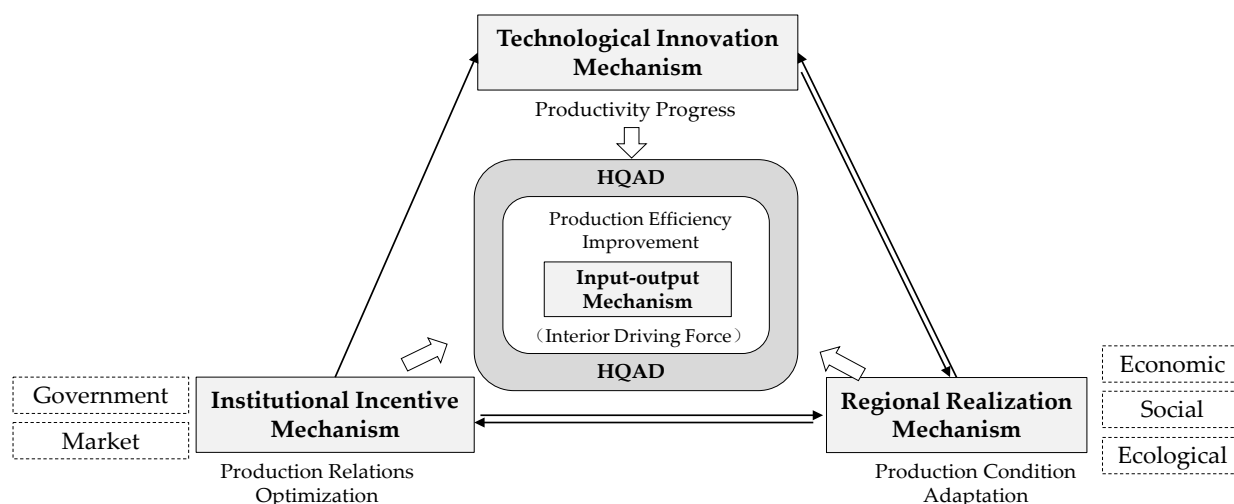 Technological Innovation
Mechanism
Productivity Progress
HQAD
Production Efficiency
Improvement
Input-output
Mechanism
（Interior Driving Force）
HQAD
Government
Market
Institutional Incentive
Mechanism
Production Relations
Optimization
Regional Realization
Mechanism
Production Condition
Adaptation
Economic
Social
Ecological